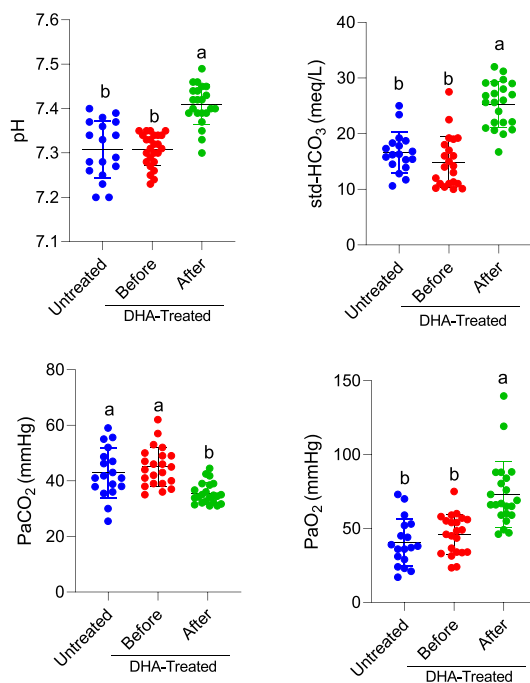 pH
7.6
7.5
7.4
7.3
7.2
7.1
b
b
a
Untreated
Before
After
DHA-Treated
std-HCO₃ (meq/L)
40
30
20
10
0
b
b
a
Untreated
Before
After
DHA-Treated
PaCO₂ (mmHg)
80
60
40
20
0
a
a
b
Untreated
Before
After
DHA-Treated
PaO₂ (mmHg)
150
100
50
0
b
b
a
Untreated
Before
After
DHA-Treated